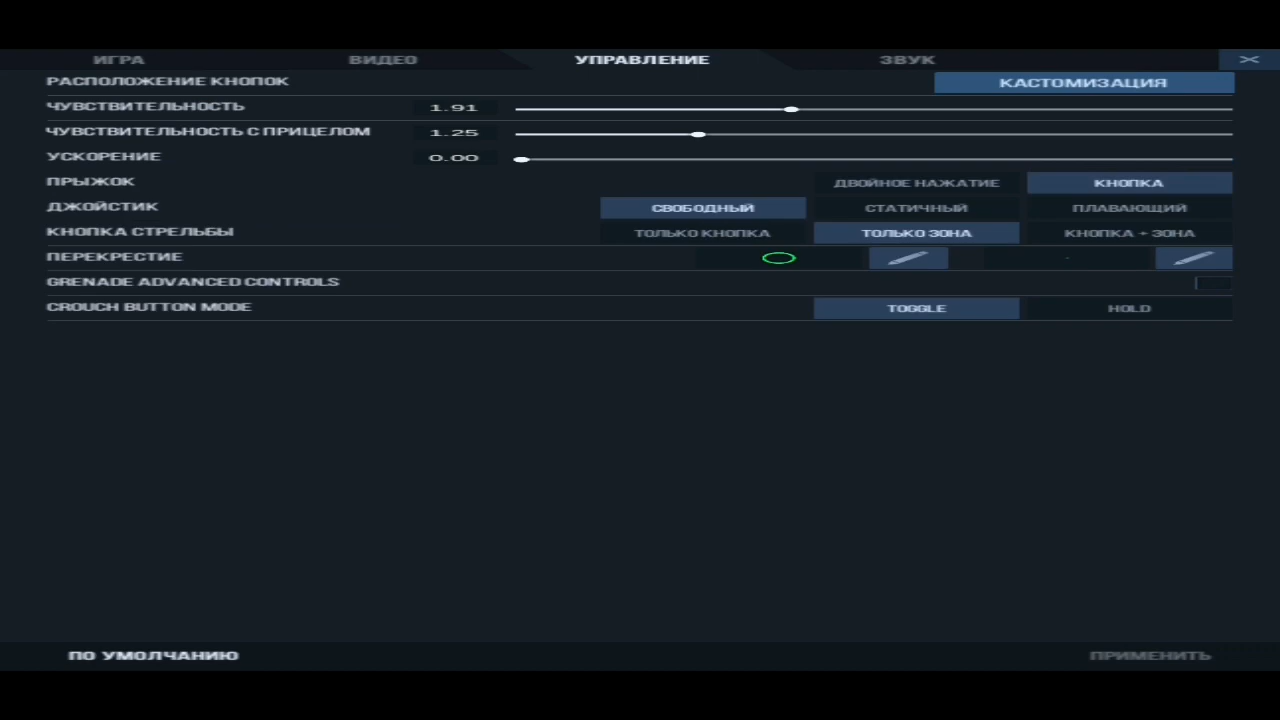 ИГРА ВИДЕО УПРАВЛЕНИЕ ЗВУК
РАСПОЛОЖЕНИЕ КНОПОК КАСТОМИЗАЦИЯ
ЧУВСТВИТЕЛЬНОСТЬ 1.91
ЧУВСТВИТЕЛЬНОСТЬ С ПРИЦЕЛОМ 1.25
УСКОРЕНИЕ 0.00
ПРЫЖОК ДВОЙНОЕ НАЖАТИЕ КНОПКА
ДЖОЙСТИК СВОБОДНЫЙ СТАТИЧНЫЙ ПЛАВАЮЩИЙ
КНОПКА СТРЕЛЬБЫ ТОЛЬКО КНОПКА ТОЛЬКО ЗОНА КНОПКА + ЗОНА
ПЕРЕКРЕСТИЕ
GRENADE ADVANCED CONTROLS
CROUCH BUTTON MODE TOGGLE HOLD
ПО УМОЛЧАНИЮ ПРИМЕНИТЬ